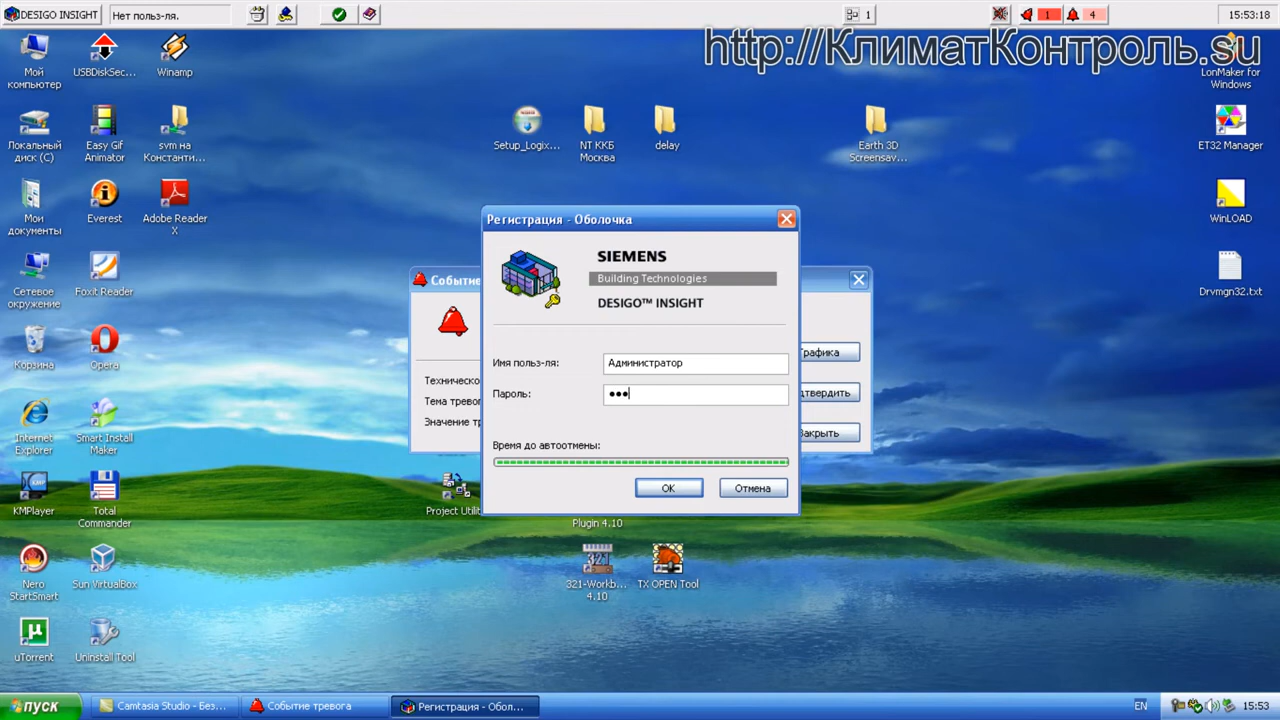 DESIGO INSIGHT
Нет польз-ля.
1
1
4
15:53:18
http://КлиматКонтроль.su
Мой
компьютер
USBDiskSec...
Winamp
LonMaker for
Windows
Локальный
диск (C)
Easy Gif
Animator
svm на
Константи...
Setup_Logix...
NT ККБ
Москва
delay
Earth 3D
Screensav...
ET32 Manager
Мои
документы
Everest
Adobe Reader
X
WinLOAD
Сетевое
окружение
Foxit Reader
Drvmgn32.txt
Корзина
Opera
Internet
Explorer
Smart Install
Maker
KMPlayer
Total
Commander
Project Utili
Plugin 4.10
Nero
StartSmart
Sun VirtualBox
321-Workb...
4.10
TX OPEN Tool
uTorrent
Uninstall Tool
Событие
Техническо
Тема тревог
Значение тр
Графика
дтвердить
Закрыть
Регистрация - Оболочка
SIEMENS
Building Technologies
DESIGO™ INSIGHT
Имя польз-ля:
Администратор
Пароль:
Время до автоотмены:
OK
Отмена
пуск
Camtasia Studio - Без...
Событие тревога
Регистрация - Обол...
EN
15:53